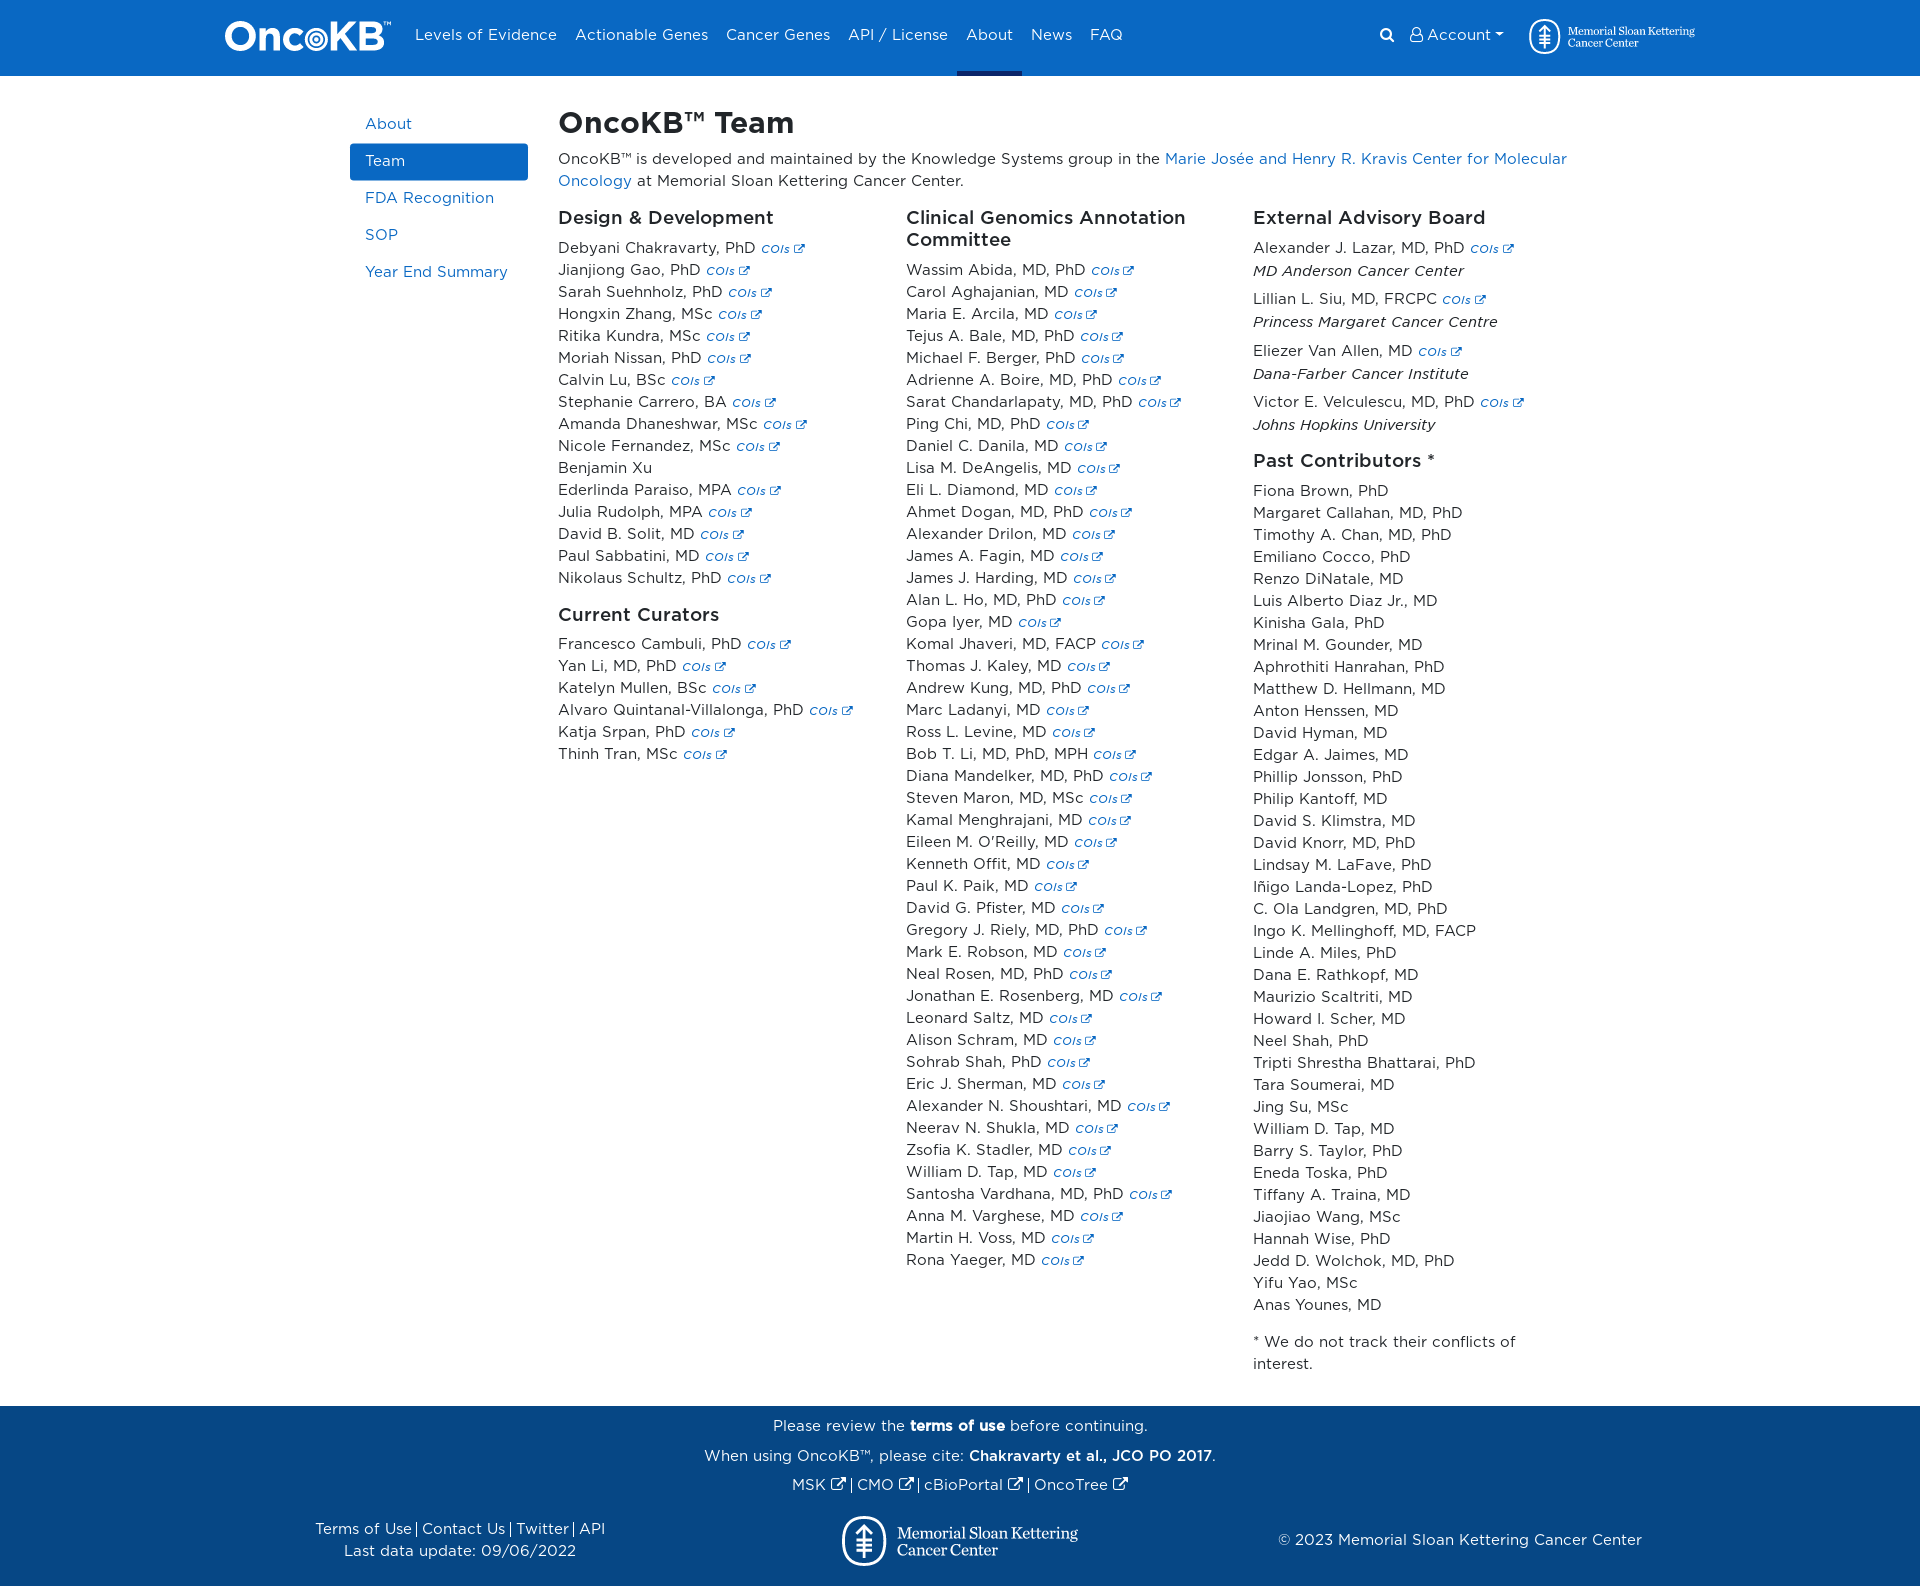 OncoKB™
Levels of Evidence
Actionable Genes
Cancer Genes
API / License
About
News
FAQ
Account
Memorial Sloan Kettering
Cancer Center
About
Team
FDA Recognition
SOP
Year End Summary
OncoKB™ Team
OncoKB™ is developed and maintained by the Knowledge Systems group in the Marie Josée and Henry R. Kravis Center for Molecular
Oncology at Memorial Sloan Kettering Cancer Center.
Design & Development
Debyani Chakravarty, PhD COIs
Jianjiong Gao, PhD COIs
Sarah Suehnholz, PhD COIs
Hongxin Zhang, MSc COIs
Ritika Kundra, MSc COIs
Moriah Nissan, PhD COIs
Calvin Lu, BSc COIs
Stephanie Carrero, BA COIs
Amanda Dhaneshwar, MSc COIs
Nicole Fernandez, MSc COIs
Benjamin Xu
Ederlinda Paraiso, MPA COIs
Julia Rudolph, MPA COIs
David B. Solit, MD COIs
Paul Sabbatini, MD COIs
Nikolaus Schultz, PhD COIs
Current Curators
Francesco Cambuli, PhD COIs
Yan Li, MD, PhD COIs
Katelyn Mullen, BSc COIs
Alvaro Quintanal-Villalonga, PhD COIs
Katja Srpan, PhD COIs
Thinh Tran, MSc COIs
Clinical Genomics Annotation
Committee
Wassim Abida, MD, PhD COIs
Carol Aghajanian, MD COIs
Maria E. Arcila, MD COIs
Tejus A. Bale, MD, PhD COIs
Michael F. Berger, PhD COIs
Adrienne A. Boire, MD, PhD COIs
Sarat Chandarlapaty, MD, PhD COIs
Ping Chi, MD, PhD COIs
Daniel C. Danila, MD COIs
Lisa M. DeAngelis, MD COIs
Eli L. Diamond, MD COIs
Ahmet Dogan, MD, PhD COIs
Alexander Drilon, MD COIs
James A. Fagin, MD COIs
James J. Harding, MD COIs
Alan L. Ho, MD, PhD COIs
Gopa Iyer, MD COIs
Komal Jhaveri, MD, FACP COIs
Thomas J. Kaley, MD COIs
Andrew Kung, MD, PhD COIs
Marc Ladanyi, MD COIs
Ross L. Levine, MD COIs
Bob T. Li, MD, PhD, MPH COIs
Diana Mandelker, MD, PhD COIs
Steven Maron, MD, MSc COIs
Kamal Menghrajani, MD COIs
Eileen M. O'Reilly, MD COIs
Kenneth Offit, MD COIs
Paul K. Paik, MD COIs
David G. Pfister, MD COIs
Gregory J. Riely, MD, PhD COIs
Mark E. Robson, MD COIs
Neal Rosen, MD, PhD COIs
Jonathan E. Rosenberg, MD COIs
Leonard Saltz, MD COIs
Alison Schram, MD COIs
Sohrab Shah, PhD COIs
Eric J. Sherman, MD COIs
Alexander N. Shoushtari, MD COIs
Neerav N. Shukla, MD COIs
Zsofia K. Stadler, MD COIs
William D. Tap, MD COIs
Santosha Vardhana, MD, PhD COIs
Anna M. Varghese, MD COIs
Martin H. Voss, MD COIs
Rona Yaeger, MD COIs
External Advisory Board
Alexander J. Lazar, MD, PhD COIs
MD Anderson Cancer Center
Lillian L. Siu, MD, FRCPC COIs
Princess Margaret Cancer Centre
Eliezer Van Allen, MD COIs
Dana-Farber Cancer Institute
Victor E. Velculescu, MD, PhD COIs
Johns Hopkins University
Past Contributors *
Fiona Brown, PhD
Margaret Callahan, MD, PhD
Timothy A. Chan, MD, PhD
Emiliano Cocco, PhD
Renzo DiNatale, MD
Luis Alberto Diaz Jr., MD
Kinisha Gala, PhD
Mrinal M. Gounder, MD
Aphrothiti Hanrahan, PhD
Matthew D. Hellmann, MD
Anton Henssen, MD
David Hyman, MD
Edgar A. Jaimes, MD
Phillip Jonsson, PhD
Philip Kantoff, MD
David S. Klimstra, MD
David Knorr, MD, PhD
Lindsay M. LaFave, PhD
Iñigo Landa-Lopez, PhD
C. Ola Landgren, MD, PhD
Ingo K. Mellinghoff, MD, FACP
Linde A. Miles, PhD
Dana E. Rathkopf, MD
Maurizio Scaltriti, MD
Howard I. Scher, MD
Neel Shah, PhD
Tripti Shrestha Bhattarai, PhD
Tara Soumerai, MD
Jing Su, MSc
William D. Tap, MD
Barry S. Taylor, PhD
Eneda Toska, PhD
Tiffany A. Traina, MD
Jiaojiao Wang, MSc
Hannah Wise, PhD
Jedd D. Wolchok, MD, PhD
Yifu Yao, MSc
Anas Younes, MD
* We do not track their conflicts of
interest.
Please review the terms of use before continuing.
When using OncoKB™, please cite: Chakravarty et al., JCO PO 2017.
MSK | CMO | cBioPortal | OncoTree
Terms of Use | Contact Us | Twitter | API
Last data update: 09/06/2022
Memorial Sloan Kettering
Cancer Center
© 2023 Memorial Sloan Kettering Cancer Center